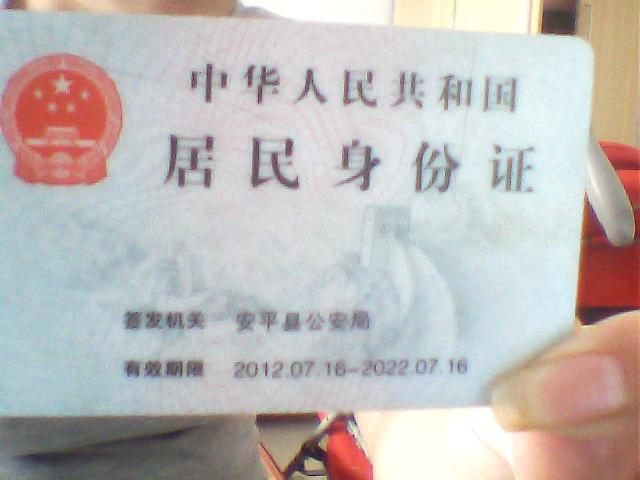 中华人民共和国
居民身份证
签发机关 安平县公安局
有效期限 2012.07.16-2022.07.16